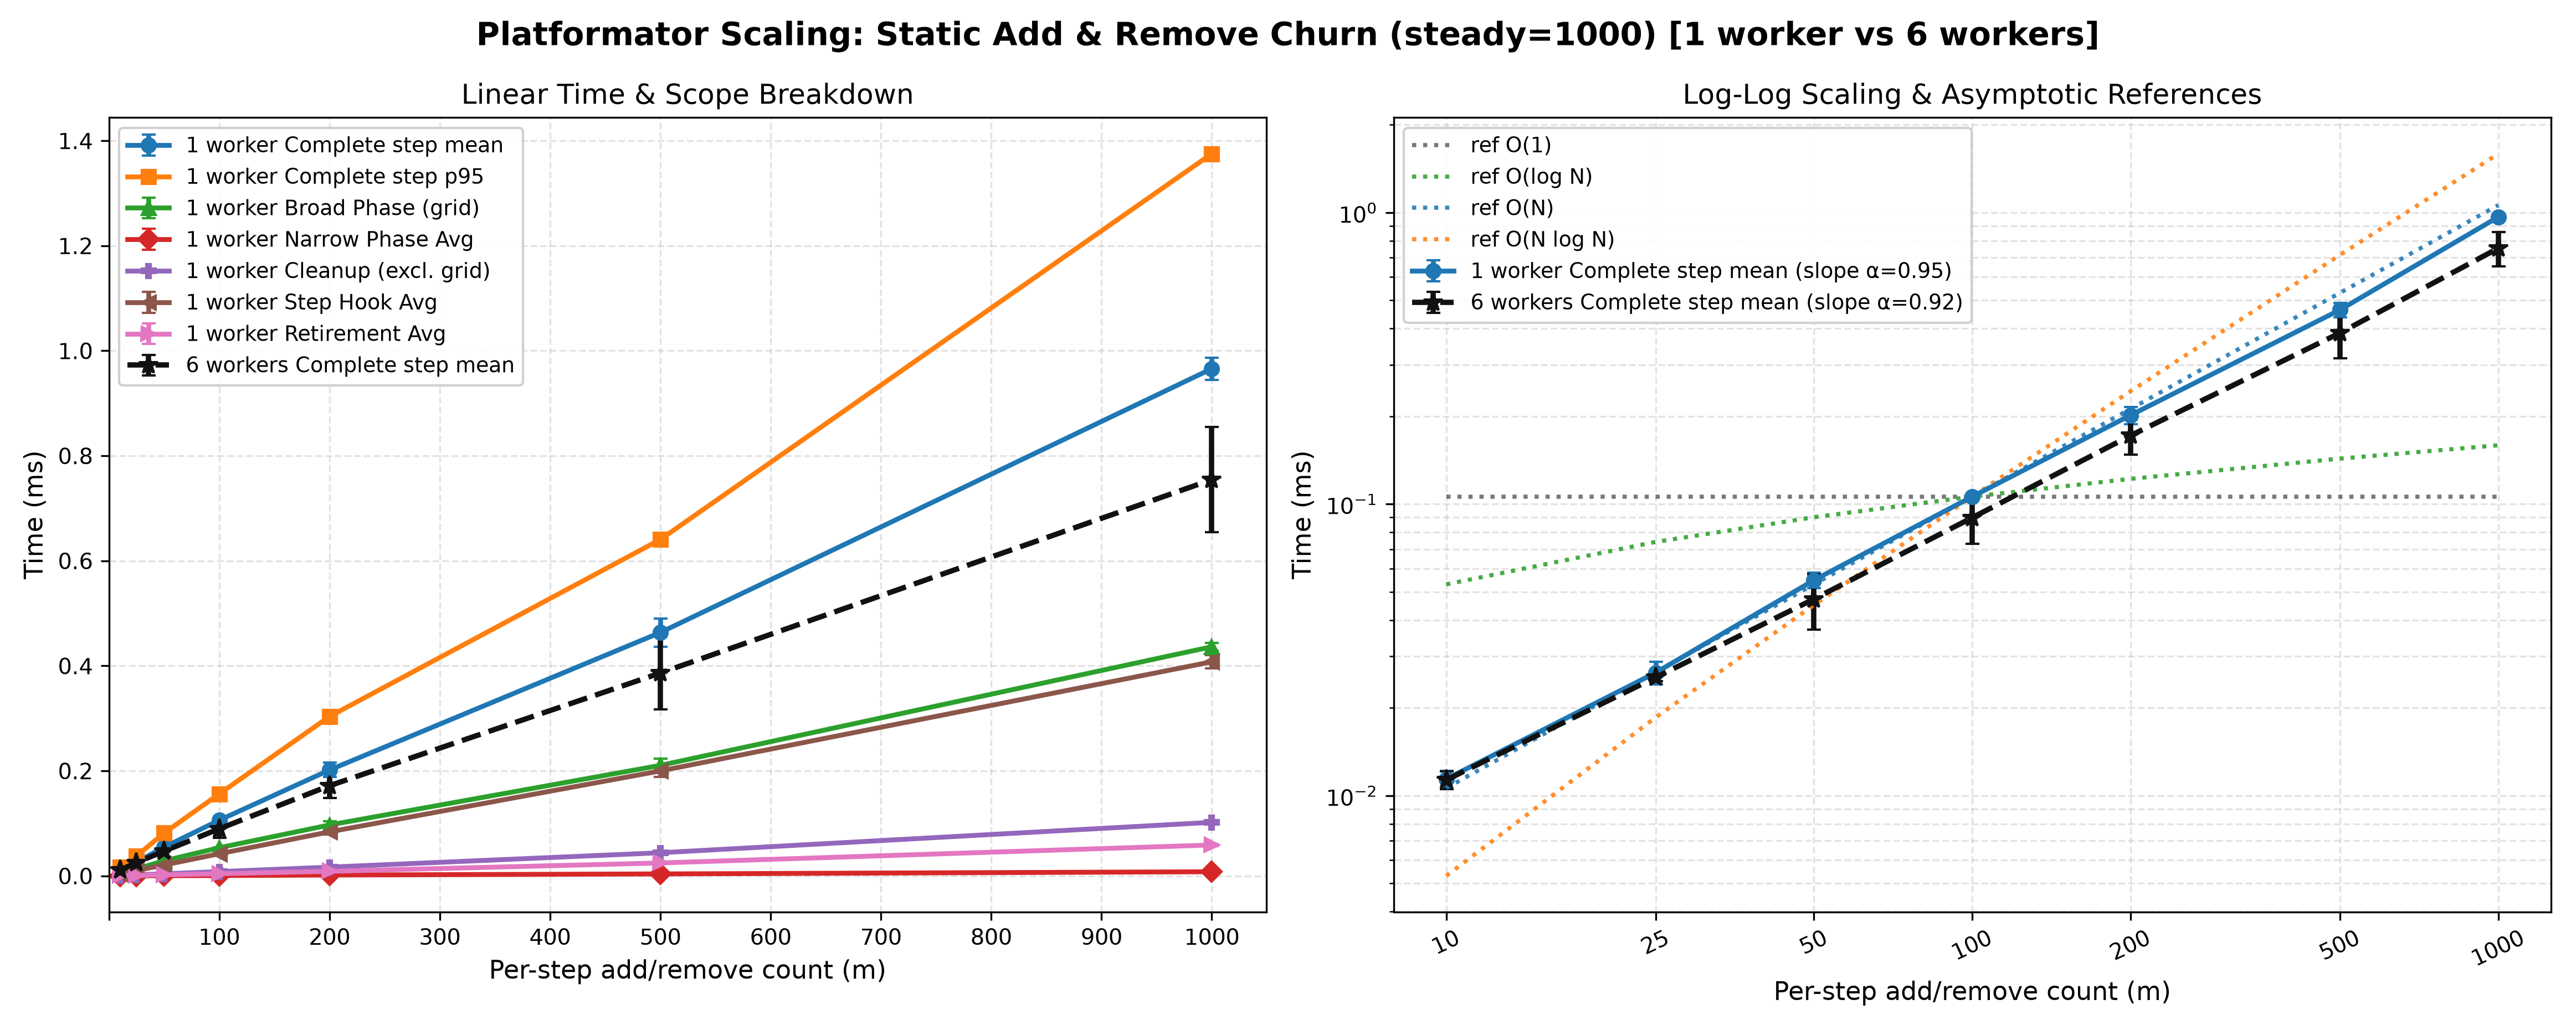 Platformator Scaling: Static Add & Remove Churn (steady=1000) [1 worker vs 6 workers]
Linear Time & Scope Breakdown
1 worker Complete step mean
1 worker Complete step p95
1 worker Broad Phase (grid)
1 worker Narrow Phase Avg
1 worker Cleanup (excl. grid)
1 worker Step Hook Avg
1 worker Retirement Avg
6 workers Complete step mean
Time (ms)
1.4
1.2
1.0
0.8
0.6
0.4
0.2
0.0
100 200 300 400 500 600 700 800 900 1000
Per-step add/remove count (m)
Log-Log Scaling & Asymptotic References
ref O(1)
ref O(log N)
ref O(N)
ref O(N log N)
1 worker Complete step mean (slope α=0.95)
6 workers Complete step mean (slope α=0.92)
Time (ms)
10⁰
10⁻¹
10⁻²
10 25 50 100 200 500 1000
Per-step add/remove count (m)